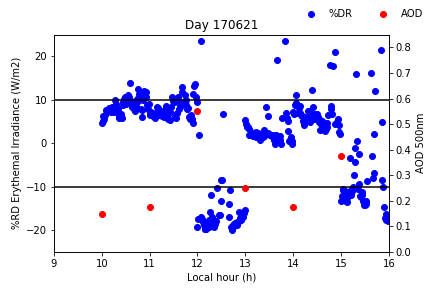 %DR AOD
Day 170621
%RD Erythemal Irradiance (W/m2)
20
10
0
−10
−20
0.8
0.7
0.6
0.5
0.4
0.3
0.2
0.1
0.0
AOD 500nm
9 10 11 12 13 14 15 16
Local hour (h)